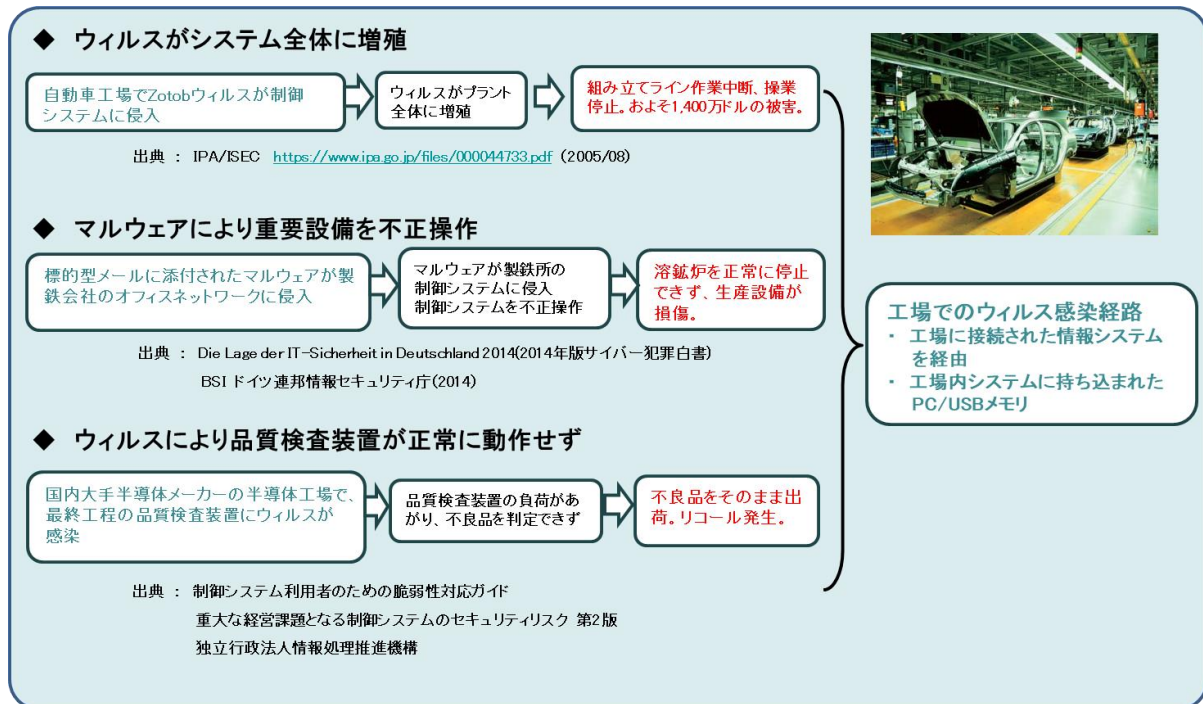 ◆ ウィルスがシステム全体に増殖
自動車工場でZotobウィルスが制御
システムに侵入
ウィルスがプラント
全体に増殖
組み立てライン作業中断、操業
停止。およそ1,400万ドルの被害。
出典 : IPA/ISEC https://www.ipa.go.jp/files/000044733.pdf (2005/08)
◆ マルウェアにより重要設備を不正操作
標的型メールに添付されたマルウェアが製
鉄会社のオフィスネットワークに侵入
マルウェアが製鉄所の
制御システムに侵入
制御システムを不正操作
溶鉱炉を正常に停止
できず、生産設備が
損傷。
出典 : Die Lage der IT-Sicherheit in Deutschland 2014(2014年版サイバー犯罪白書)
BSI ドイツ連邦情報セキュリティ庁(2014)
◆ ウィルスにより品質検査装置が正常に動作せず
国内大手半導体メーカーの半導体工場で、
最終工程の品質検査装置にウィルスが
感染
品質検査装置の負荷があ
がり、不良品を判定できず
不良品をそのまま出
荷。リコール発生。
出典 : 制御システム利用者のための脆弱性対応ガイド
重大な経営課題となる制御システムのセキュリティリスク 第2版
独立行政法人情報処理推進機構
工場でのウィルス感染経路
・ 工場に接続された情報システム
を経由
・ 工場内システムに持ち込まれた
PC/USBメモリ